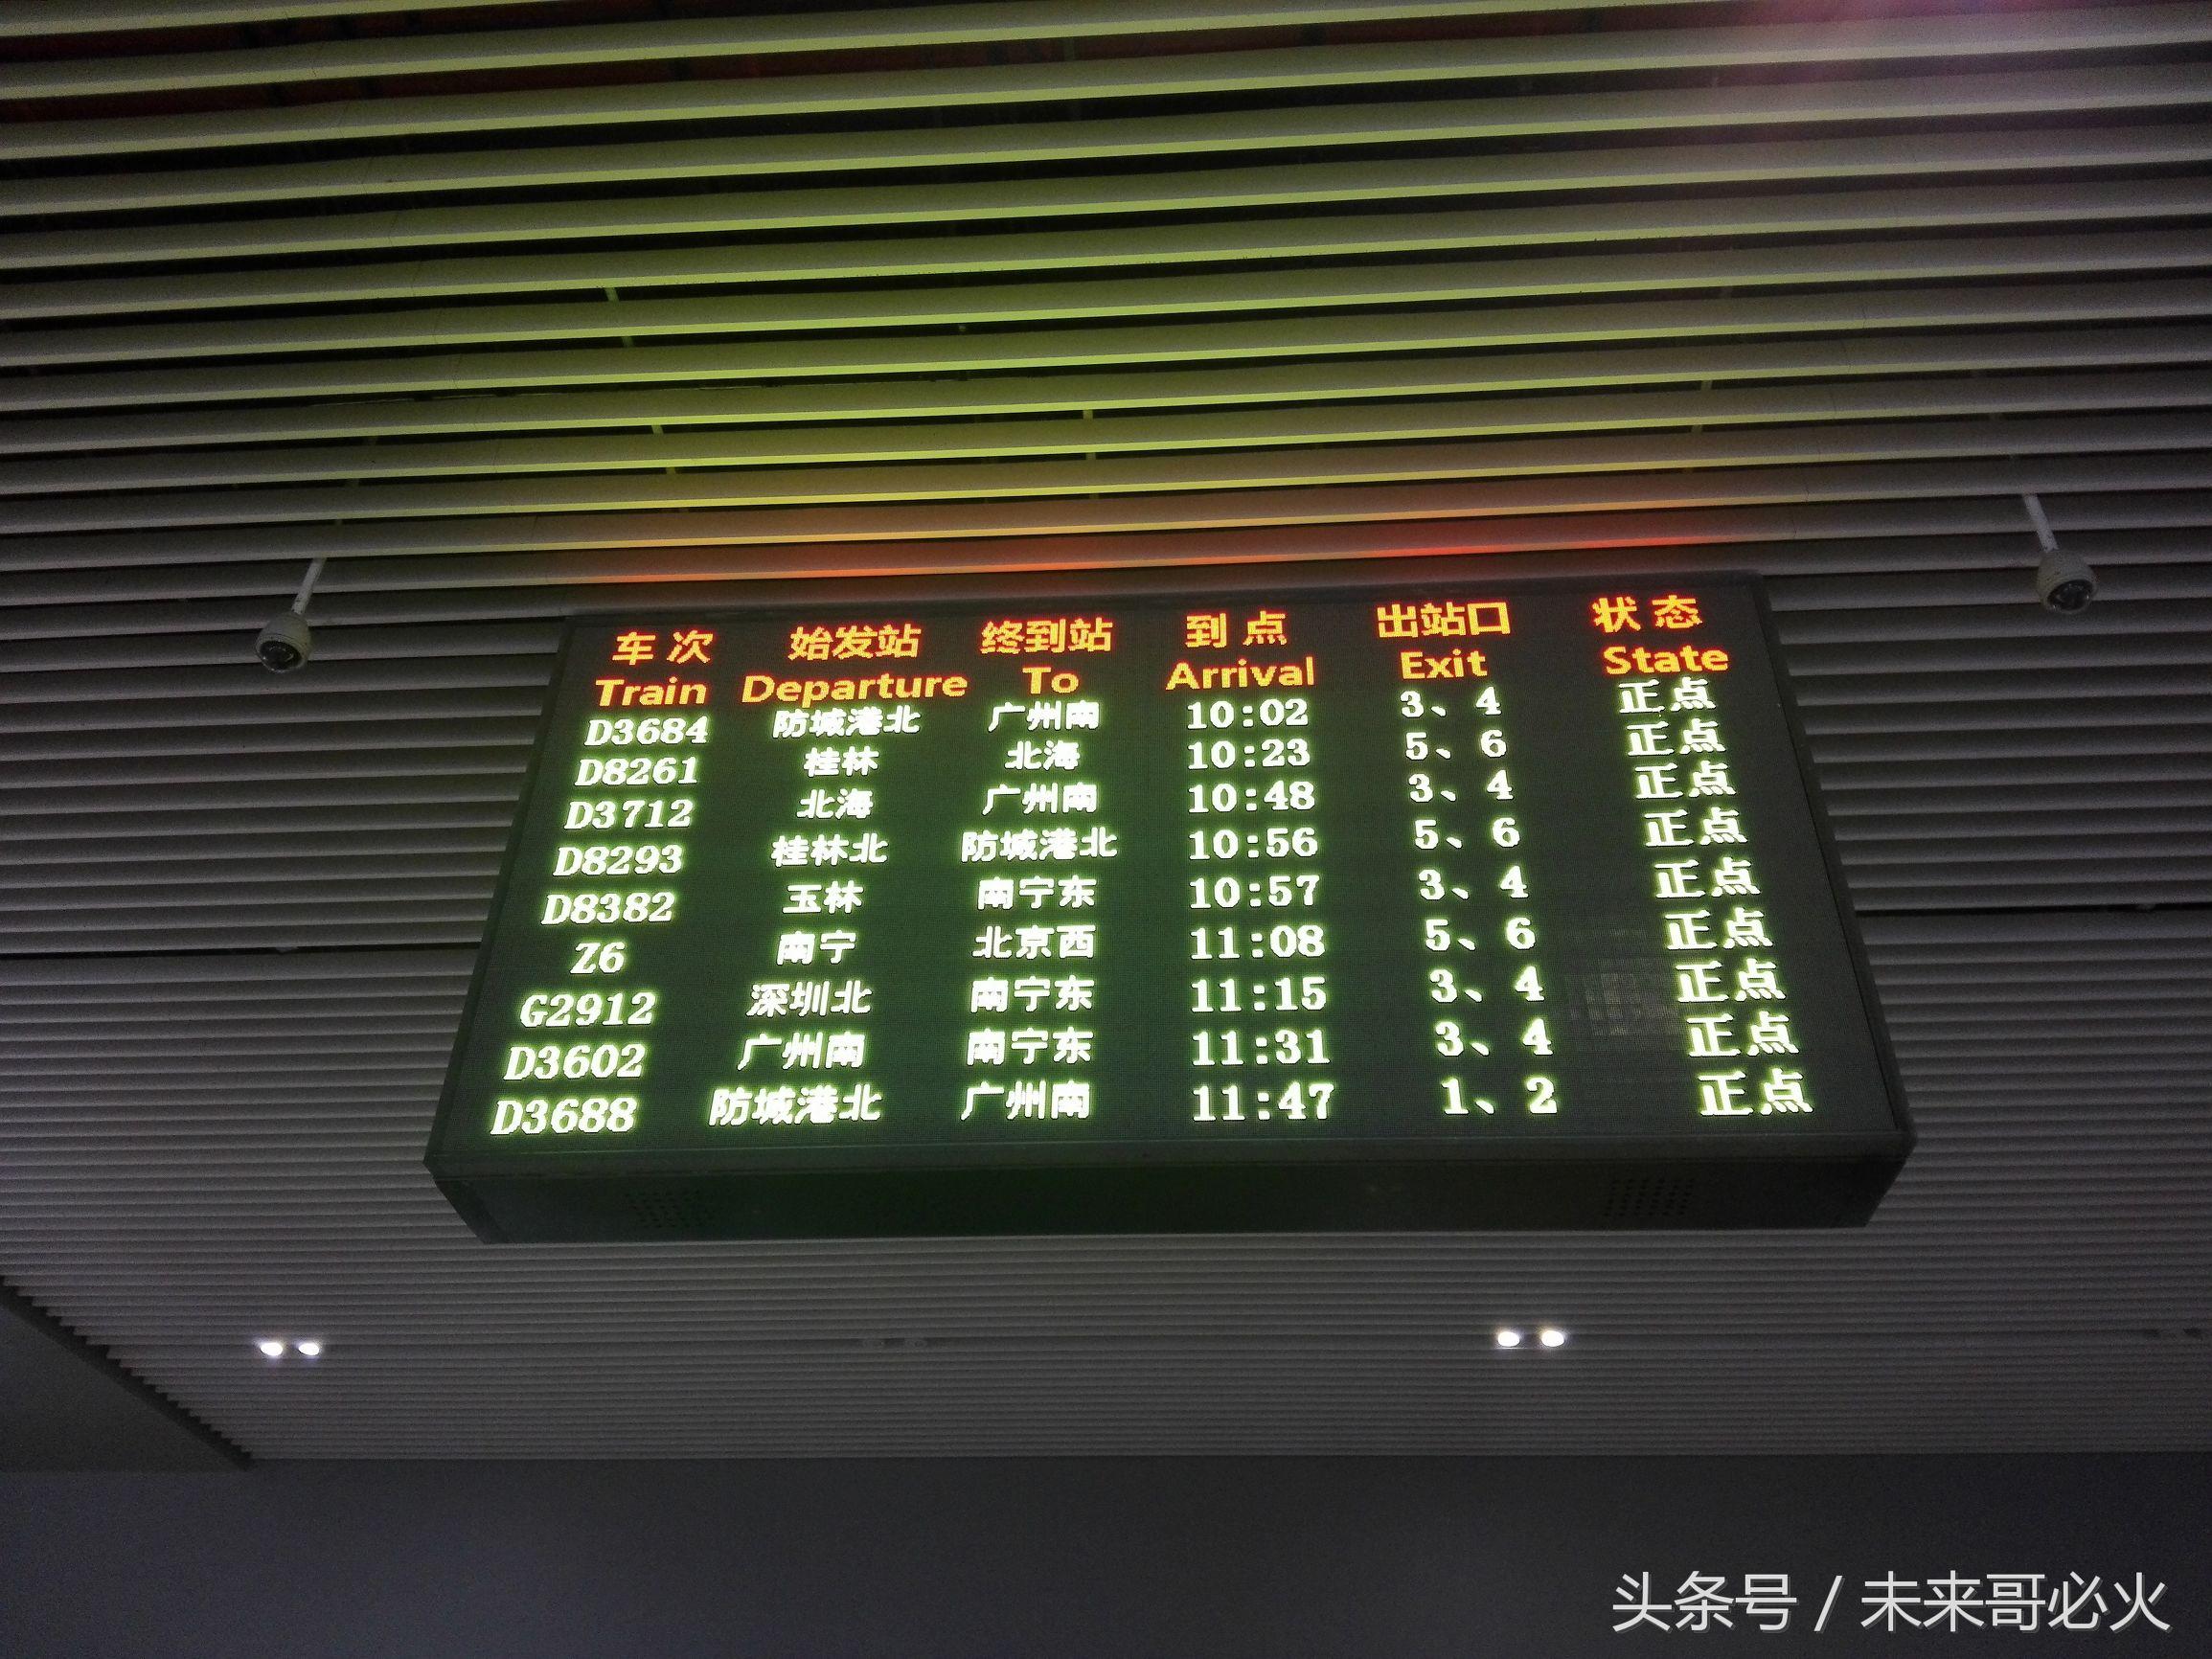 车次 始发站 终到站 到点 出站口 状态
Train Departure To Arrival Exit State
D3684 防城港北 广州南 10:02 3、4 正点
D8261 桂林 北海 10:23 5、6 正点
D3712 北海 广州南 10:48 3、4 正点
D8293 桂林北 防城港北 10:56 5、6 正点
D8382 玉林 南宁东 10:57 3、4 正点
Z6 南宁 北京西 11:08 5、6 正点
G2912 深圳北 南宁东 11:15 3、4 正点
D3602 广州南 南宁东 11:31 3、4 正点
D3688 防城港北 广州南 11:47 1、2 正点
头条号 / 未来哥必火